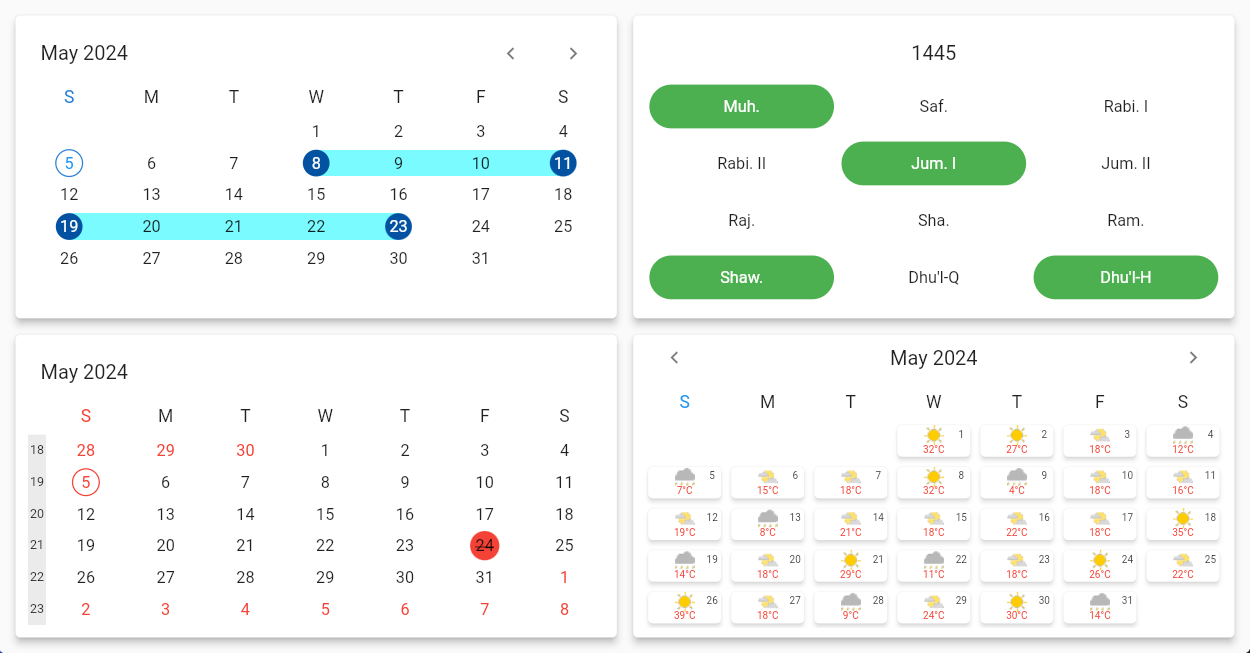 May 2024
S M T W T F S
1 2 3 4
5 6 7 8 9 10 11
12 13 14 15 16 17 18
19 20 21 22 23 24 25
26 27 28 29 30 31
1445
Muh. Saf. Rabi. I
Rabi. II Jum. I Jum. II
Raj. Sha. Ram.
Shaw. Dhu'l-Q Dhu'l-H
May 2024
S M T W T F S
18 28 29 30 1 2 3 4
19 5 6 7 8 9 10 11
20 12 13 14 15 16 17 18
21 19 20 21 22 23 24 25
22 26 27 28 29 30 31 1
23 2 3 4 5 6 7 8
May 2024
S M T W T F S
1 2 3 4
32°C 27°C 18°C 12°C
5 6 7 8 9 10 11
7°C 15°C 18°C 32°C 4°C 18°C 16°C
12 13 14 15 16 17 18
19°C 8°C 21°C 18°C 22°C 18°C 35°C
19 20 21 22 23 24 25
14°C 18°C 29°C 11°C 18°C 26°C 22°C
26 27 28 29 30 31
39°C 18°C 9°C 24°C 30°C 14°C